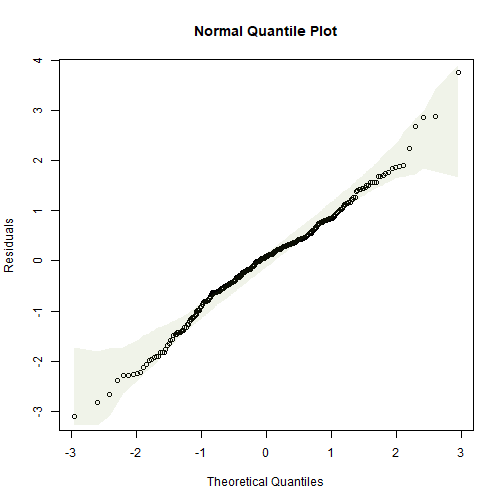 Normal Quantile Plot
Residuals
4
3
2
1
0
-1
-2
-3
-3 -2 -1 0 1 2 3
Theoretical Quantiles